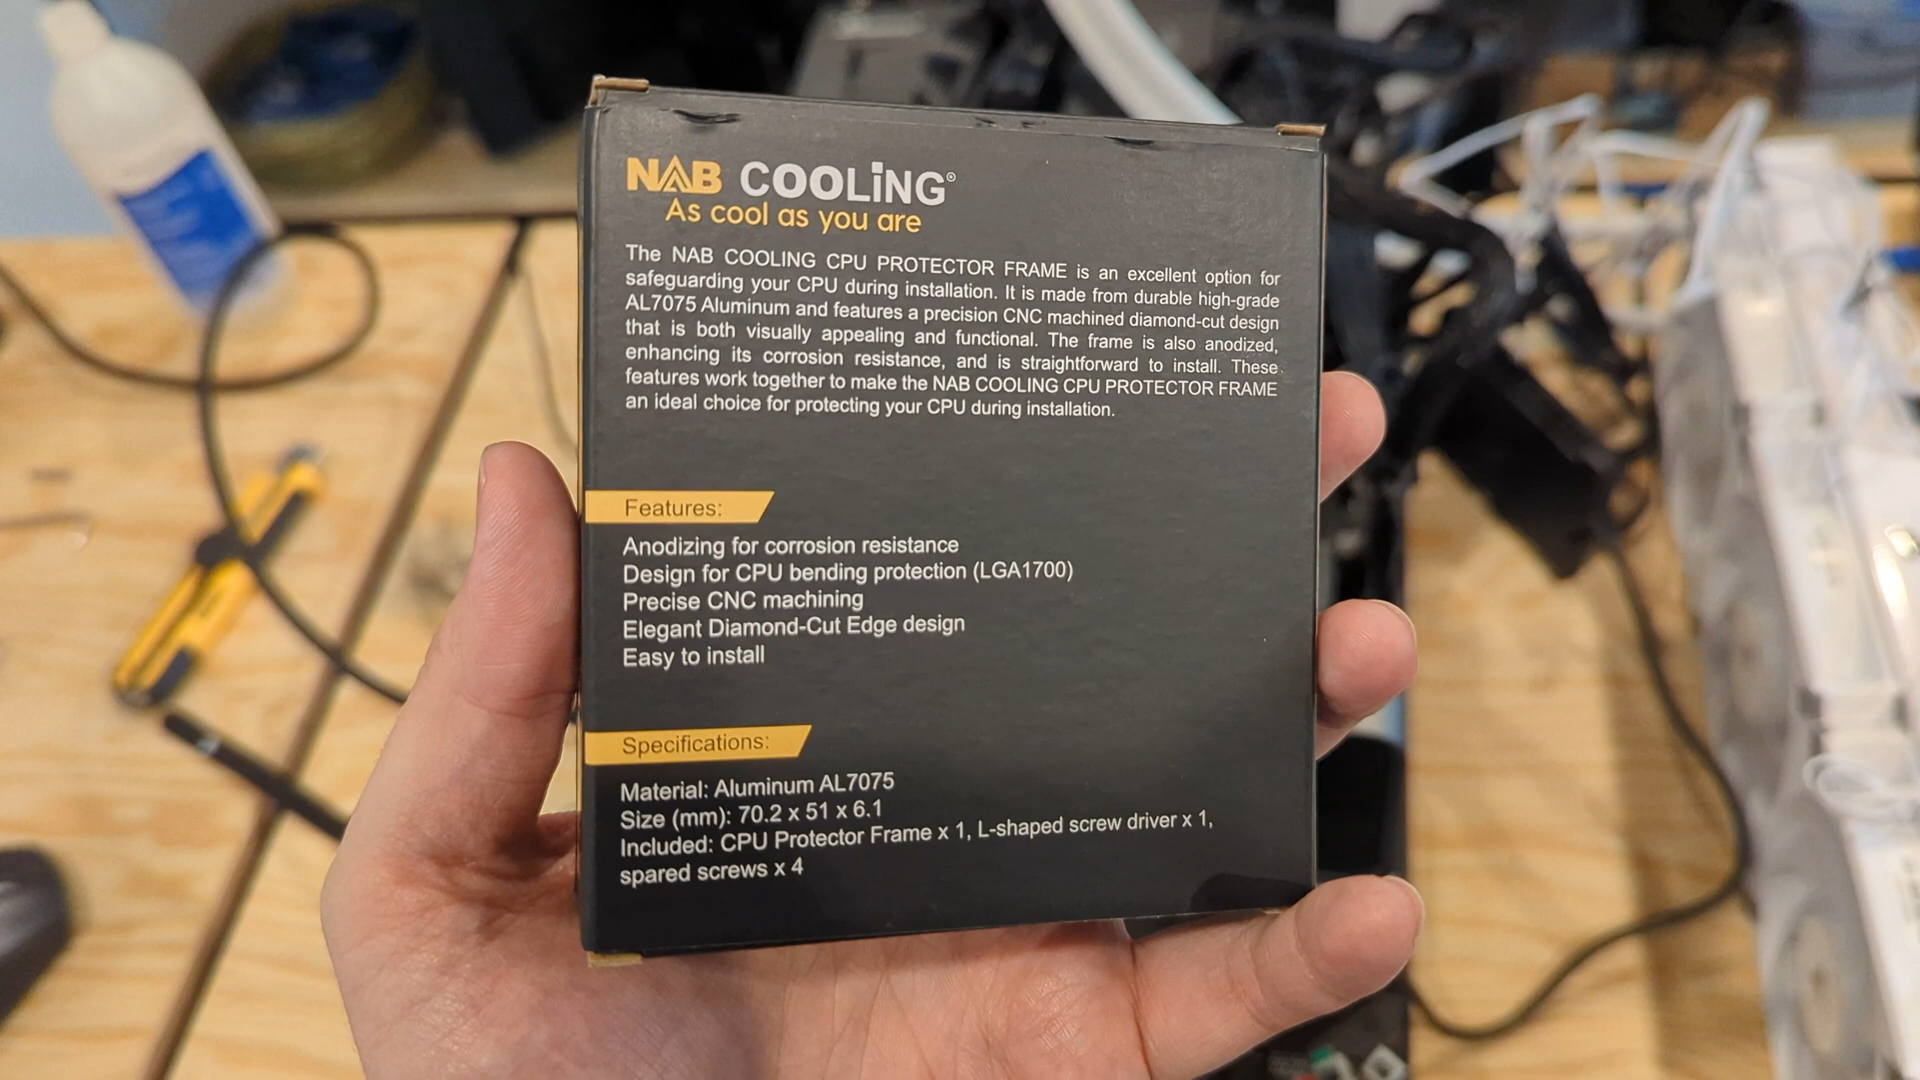 NAB COOLiNG®
As cool as you are
The NAB COOLING CPU PROTECTOR FRAME is an excellent option for
safeguarding your CPU during installation. It is made from durable high-grade
AL7075 Aluminum and features a precision CNC machined diamond-cut design
that is both visually appealing and functional. The frame is also anodized,
enhancing its corrosion resistance, and is straightforward to install. These
features work together to make the NAB COOLING CPU PROTECTOR FRAME
an ideal choice for protecting your CPU during installation.
Features:
Anodizing for corrosion resistance
Design for CPU bending protection (LGA1700)
Precise CNC machining
Elegant Diamond-Cut Edge design
Easy to install
Specifications:
Material: Aluminum AL7075
Size (mm): 70.2 x 51 x 6.1
Included: CPU Protector Frame x 1, L-shaped screw driver x 1,
spared screws x 4